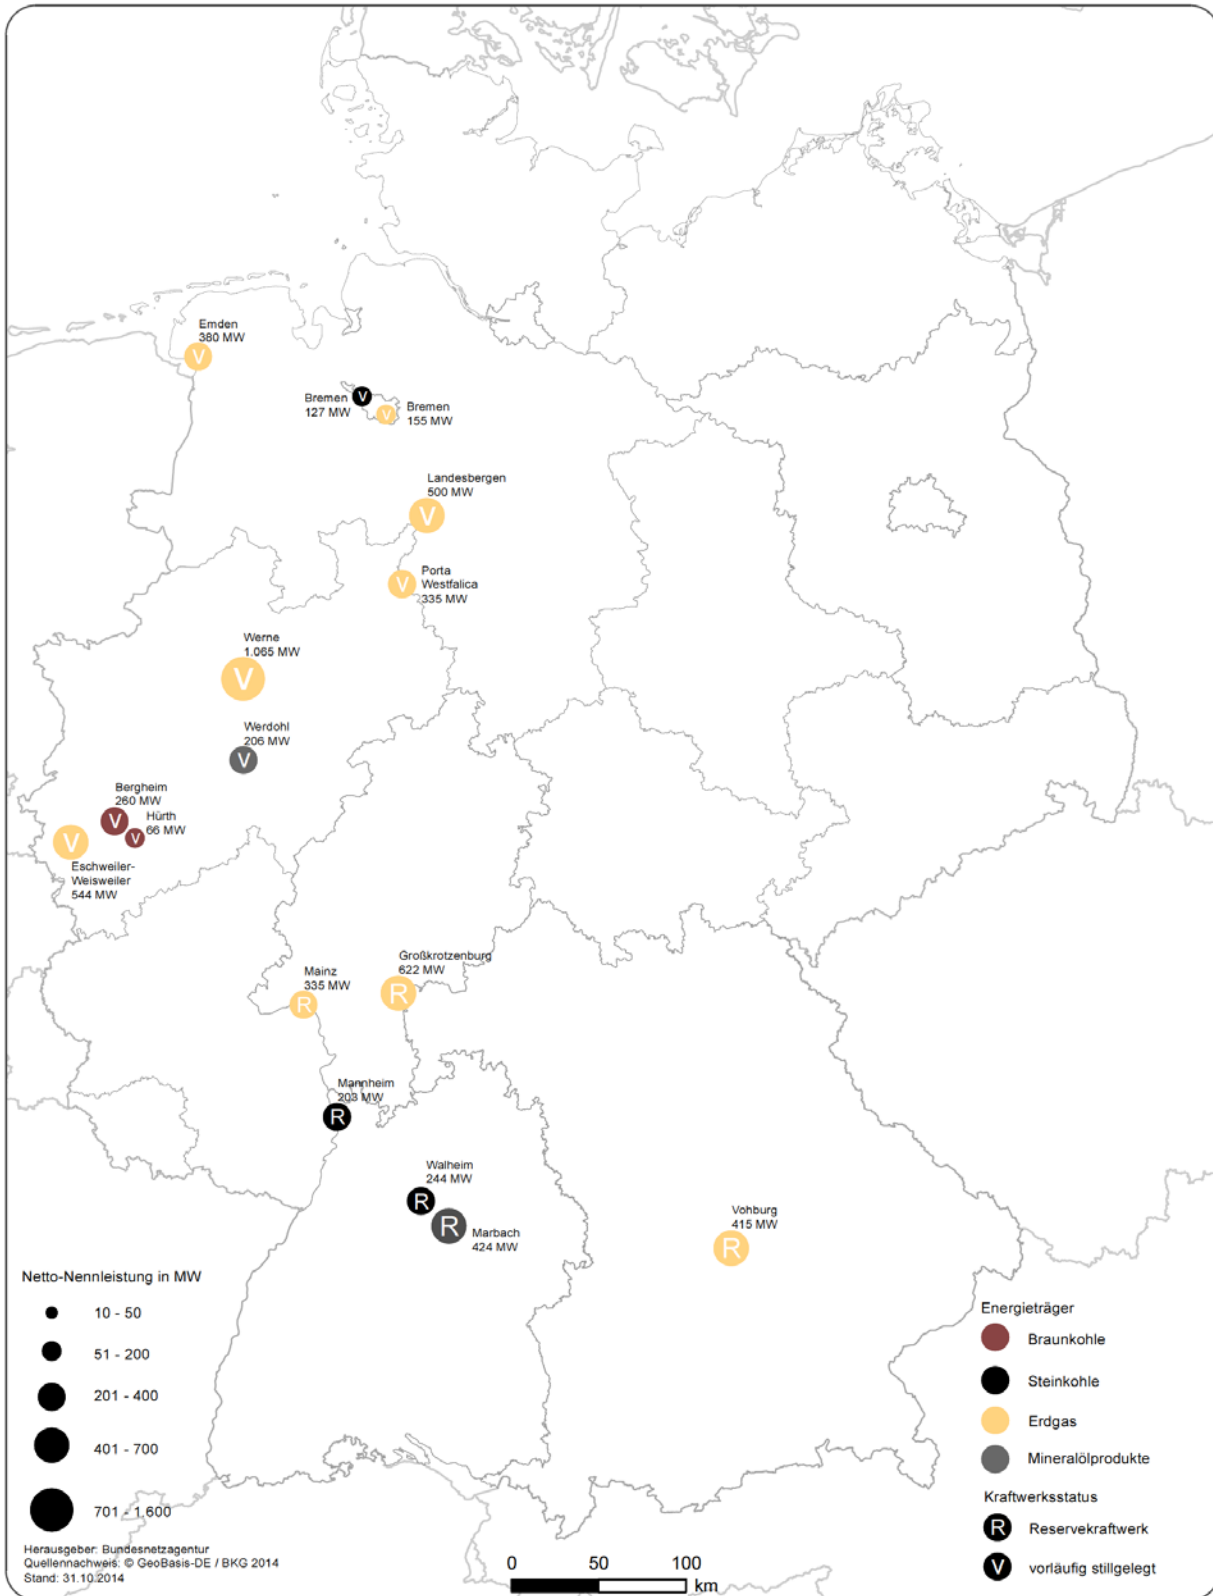 Emden
380 MW
V
Bremen
127 MW
V
V
Bremen
155 MW
Landesbergen
500 MW
V
Porta
Westfalica
335 MW
V
Werne
1.065 MW
V
Werdohl
206 MW
V
Bergheim
260 MW
V
Hürth
66 MW
V
V
Eschweiler-
Weisweiler
544 MW
Großkrotzenburg
622 MW
R
Mainz
335 MW
R
Mannheim
203 MW
R
Walheim
244 MW
R
R
Marbach
424 MW
Vohburg
415 MW
R
Netto-Nennleistung in MW
10 - 50
51 - 200
201 - 400
401 - 700
701 - 1.600
Herausgeber: Bundesnetzagentur
Quellennachweis: © GeoBasis-DE / BKG 2014
Stand: 31.10.2014
0 50 100
km
Energieträger
Braunkohle
Steinkohle
Erdgas
Mineralölprodukte
Kraftwerksstatus
R Reservekraftwerk
V vorläufig stillgelegt